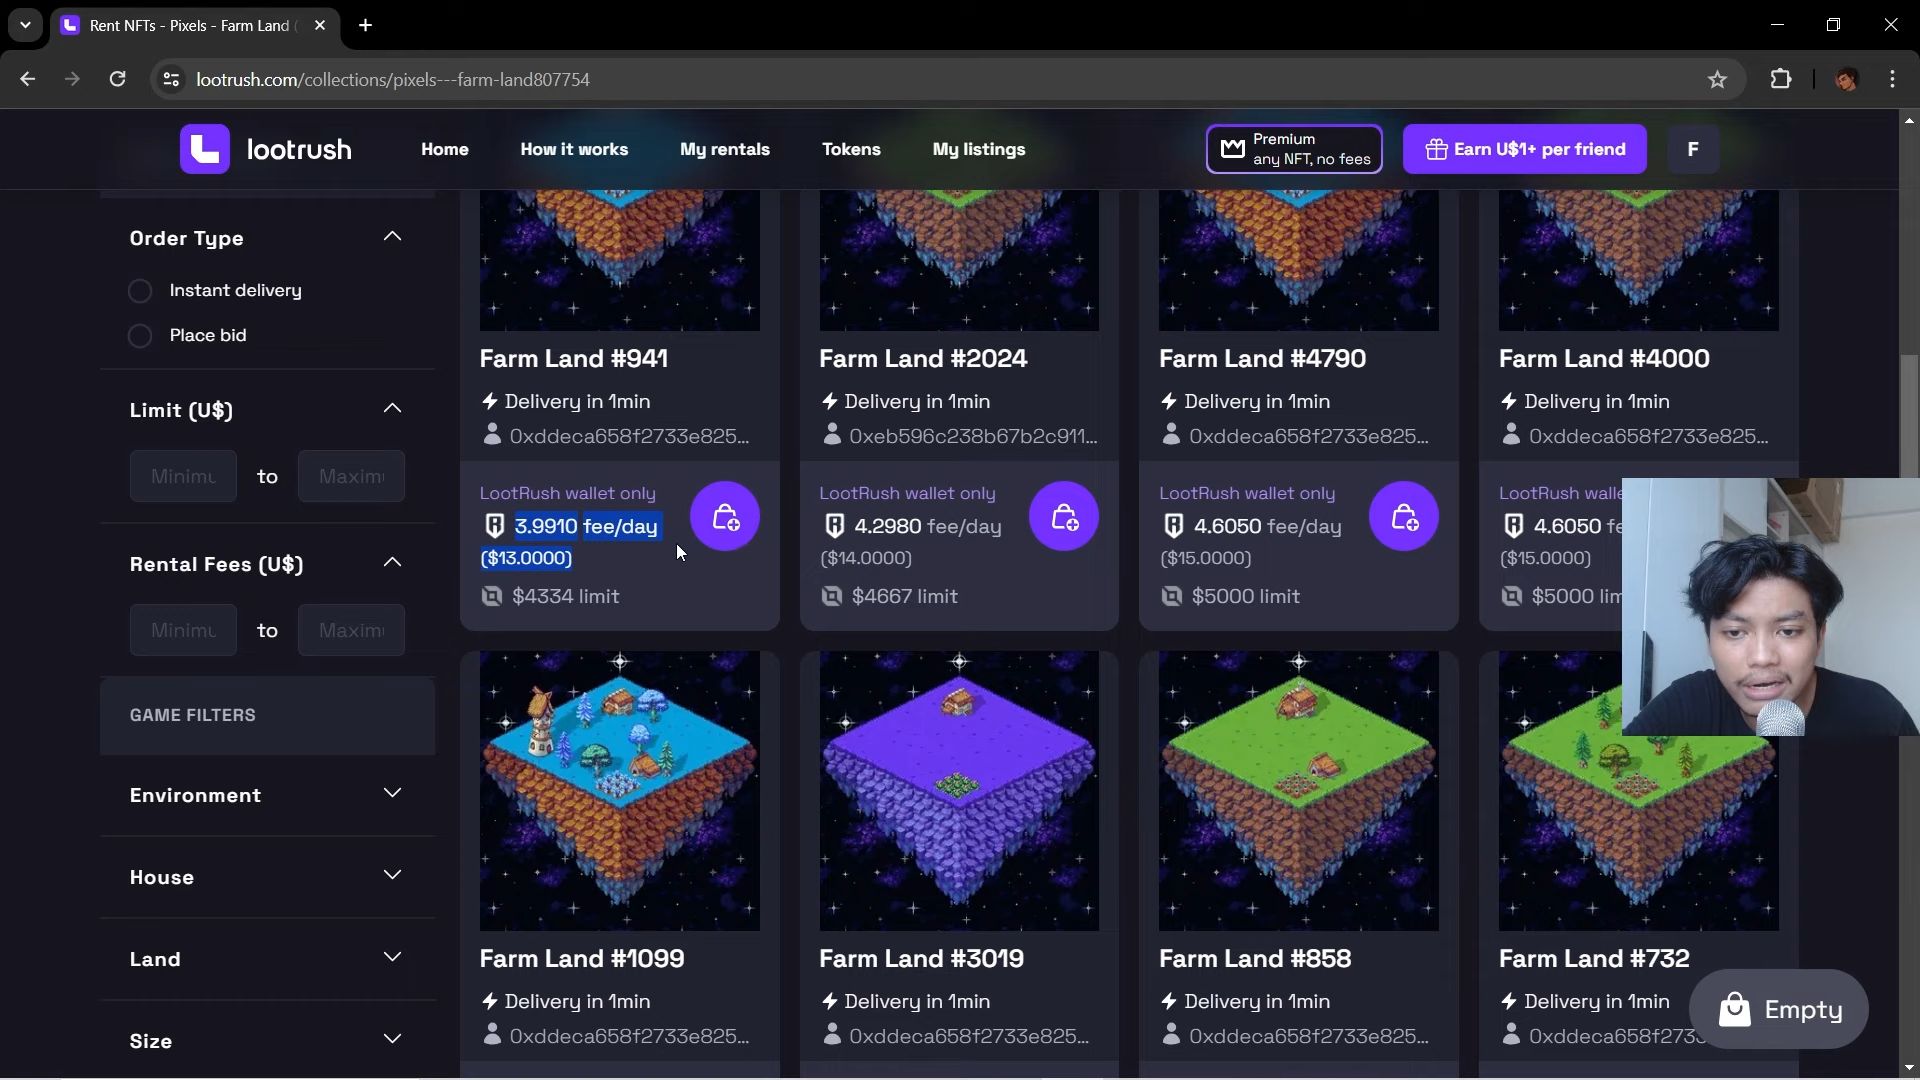 Rent NFTs - Pixels - Farm Land (
lootrush.com/collections/pixels---farm-land807754
lootrush
Home
How it works
My rentals
Tokens
My listings
Premium
any NFT, no fees
Earn U$1+ per friend
F
Order Type
Instant delivery
Place bid
Limit (U$)
Minimu
to
Maximu
Rental Fees (U$)
Minimu
to
Maximu
GAME FILTERS
Environment
House
Land
Size
Farm Land #941
Delivery in 1min
0xddeca658f2733e825...
LootRush wallet only
3.9910 fee/day
($13.0000)
$4334 limit
Farm Land #2024
Delivery in 1min
0xeb596c238b67b2c911...
LootRush wallet only
4.2980 fee/day
($14.0000)
$4667 limit
Farm Land #4790
Delivery in 1min
0xddeca658f2733e825...
LootRush wallet only
4.6050 fee/day
($15.0000)
$5000 limit
Farm Land #4000
Delivery in 1min
0xddeca658f2733e825...
LootRush walle
4.6050 fe
($15.0000)
$5000 lim
Farm Land #1099
Delivery in 1min
0xddeca658f2733e825...
Farm Land #3019
Delivery in 1min
0xddeca658f2733e825...
Farm Land #858
Delivery in 1min
0xddeca658f2733e825...
Farm Land #732
Delivery in 1min
0xddeca658f273
Empty